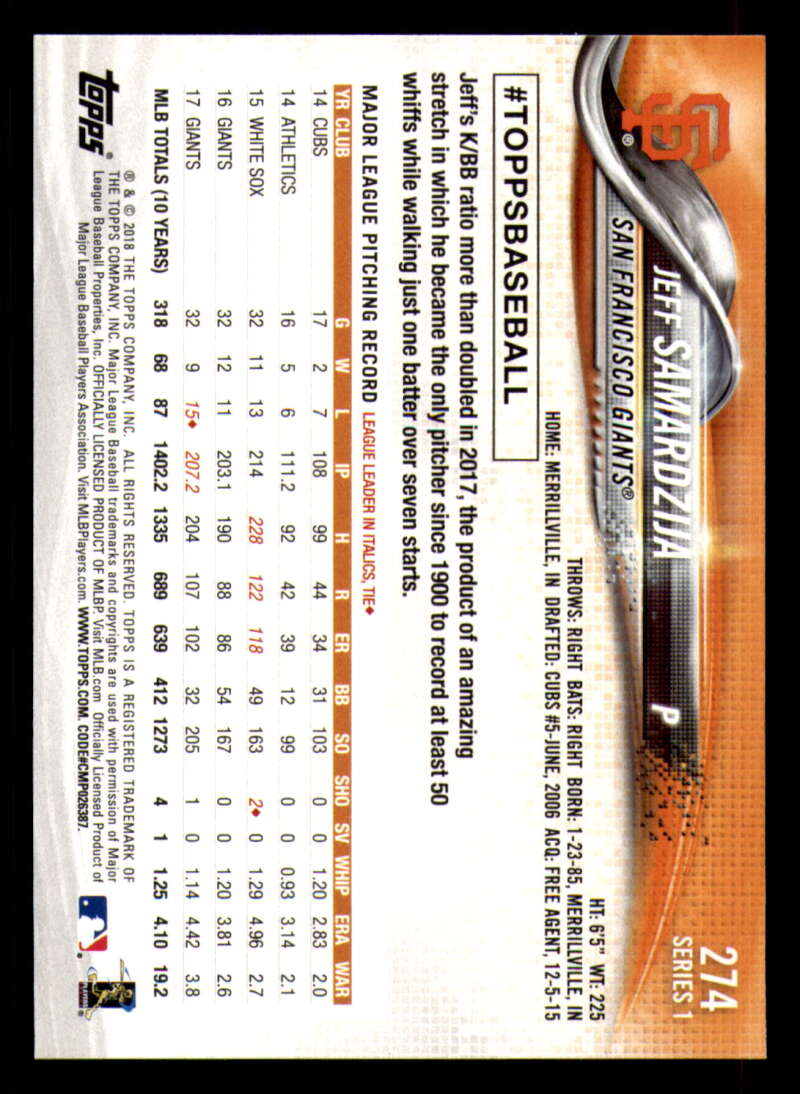 274
SERIES 1
SF®
JEFF SAMARDZIJA P
SAN FRANCISCO GIANTS®
HT: 6'5" WT: 225
THROWS: RIGHT BATS: RIGHT BORN: 1-23-85, MERRILLVILLE, IN
HOME: MERRILLVILLE, IN DRAFTED: CUBS #5-JUNE, 2006 ACQ: FREE AGENT, 12-5-15
#TOPPSBASEBALL
Jeff's K/BB ratio more than doubled in 2017, the product of an amazing
stretch in which he became the only pitcher since 1900 to record at least 50
whiffs while walking just one batter over seven starts.
MAJOR LEAGUE PITCHING RECORD LEAGUE LEADER IN ITALICS, TIE♦
YR CLUB G W L IP H R ER BB SO SHO SV WHIP ERA WAR
14 CUBS 17 2 7 108 99 44 34 31 103 0 0 1.20 2.83 2.0
14 ATHLETICS 16 5 6 111.2 92 42 39 12 99 0 0 0.93 3.14 2.1
15 WHITE SOX 32 11 13 214 228 122 118 49 163 2♦ 0 1.29 4.96 2.7
16 GIANTS 32 12 11 203.1 190 88 86 54 167 0 0 1.20 3.81 2.6
17 GIANTS 32 9 15♦ 207.2 204 107 102 32 205 1 0 1.14 4.42 3.8
MLB TOTALS (10 YEARS) 318 68 87 1402.2 1335 689 639 412 1273 4 1 1.25 4.10 19.2
topps®
® & © 2018 THE TOPPS COMPANY, INC. ALL RIGHTS RESERVED. TOPPS IS A REGISTERED TRADEMARK OF
THE TOPPS COMPANY, INC. Major League Baseball trademarks and copyrights are used with permission of Major
League Baseball Properties, Inc. OFFICIALLY LICENSED PRODUCT OF MLBP. Visit MLB.com Officially Licensed Product of
Major League Baseball Players Association. Visit MLBPlayers.com. WWW.TOPPS.COM. CODE#CMP026387.